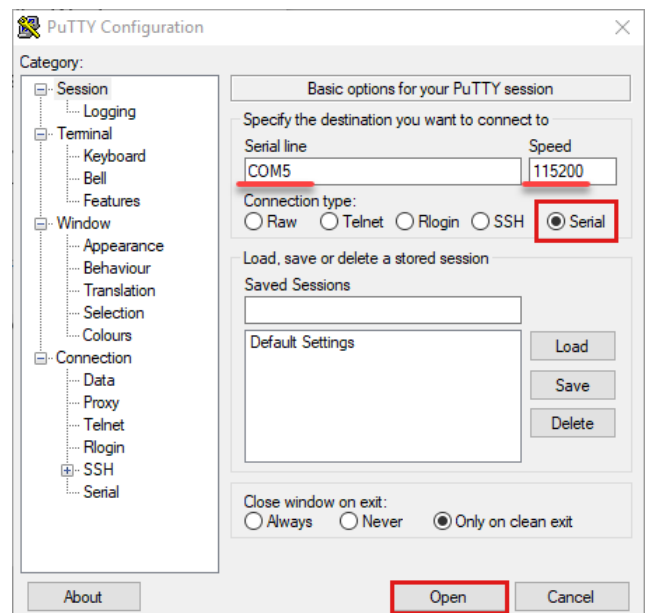 PuTTY Configuration
Category:
Session
Logging
Terminal
Keyboard
Bell
Features
Window
Appearance
Behaviour
Translation
Selection
Colours
Connection
Data
Proxy
Telnet
Rlogin
SSH
Serial
Basic options for your PuTTY session
Specify the destination you want to connect to
Serial line Speed
COM5 115200
Connection type:
Raw Telnet Rlogin SSH Serial
Load, save or delete a stored session
Saved Sessions
Default Settings
Load
Save
Delete
Close window on exit:
Always Never Only on clean exit
About Open Cancel